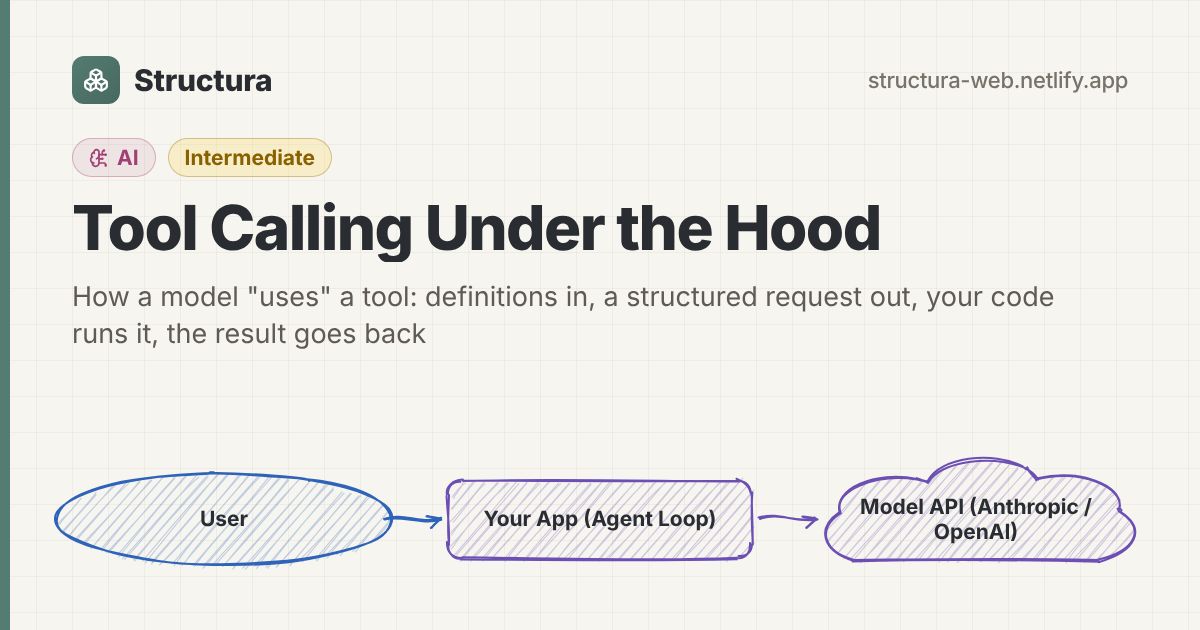 Structura
structura-web.netlify.app
AI
Intermediate
Tool Calling Under the Hood
How a model "uses" a tool: definitions in, a structured request out, your code
runs it, the result goes back
User
Your App (Agent Loop)
Model API (Anthropic /
OpenAI)